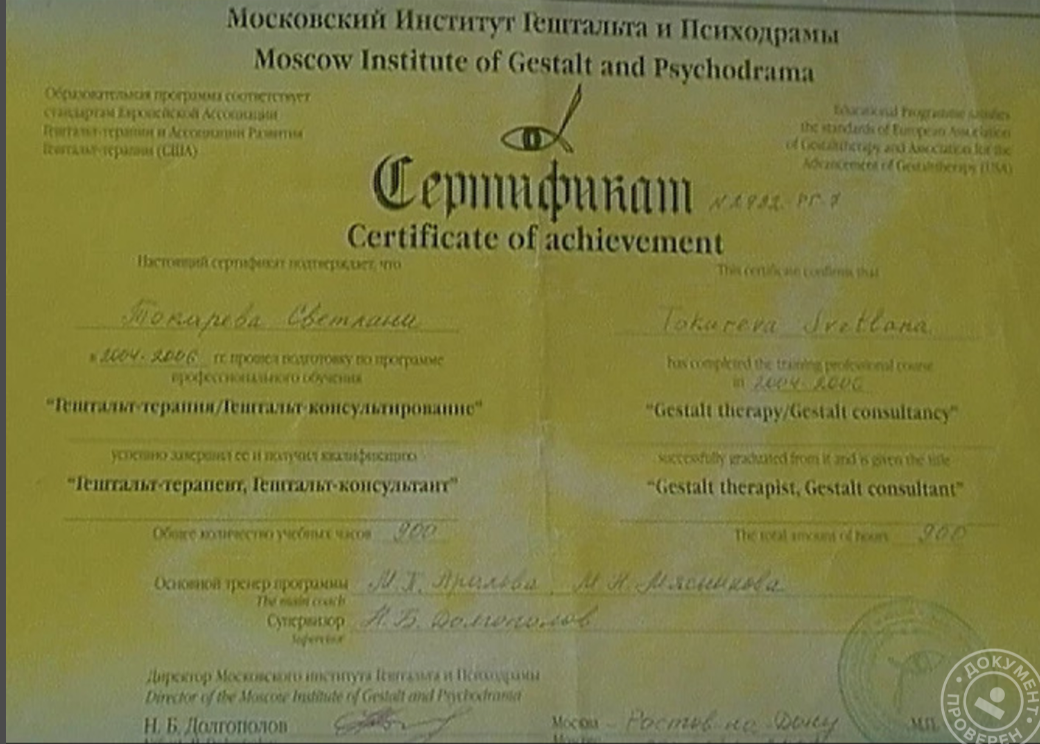 Московский Институт Гештальта и Психодрамы
Moscow Institute of Gestalt and Psychodrama
Образовательная программа соответствует
стандартам Европейской Ассоциации
Гештальт-терапии и Ассоциации Развития
Гештальт-терапии (США)
Educational Programme satisfies
the standards of European Association
of Gestalttherapy and Association for the
Advancement of Gestalttherapy (USA)
Сертификат
Certificate of achievement
Настоящий сертификат подтверждает, что
This certificate confirms that
Токарева Светлана
Tokareva Svetlana
в 2004-2006 гг. прошел подготовку по программе
профессионального обучения
has completed the training professional course
in 2004-2006
"Гештальт-терапия/Гештальт-консультирование"
"Gestalt therapy/Gestalt consultancy"
успешно завершил ее и получил квалификацию
successfully graduated from it and is given the title
"Гештальт-терапевт, Гештальт-консультант"
"Gestalt therapist, Gestalt consultant"
Общее количество учебных часов 900
The total amount of hours 900
Основной тренер программы М.Н. Мясникова
The main coach
Супервизор Н.Б. Долгополов
Supervisor
Директор Московского института Гештальта и Психодрамы
Director of the Moscow Institute of Gestalt and Psychodrama
Н. Б. Долгополов
Москва - Ростов на Дону
М.П.
ДОКУМЕНТ ПРОВЕРЕН